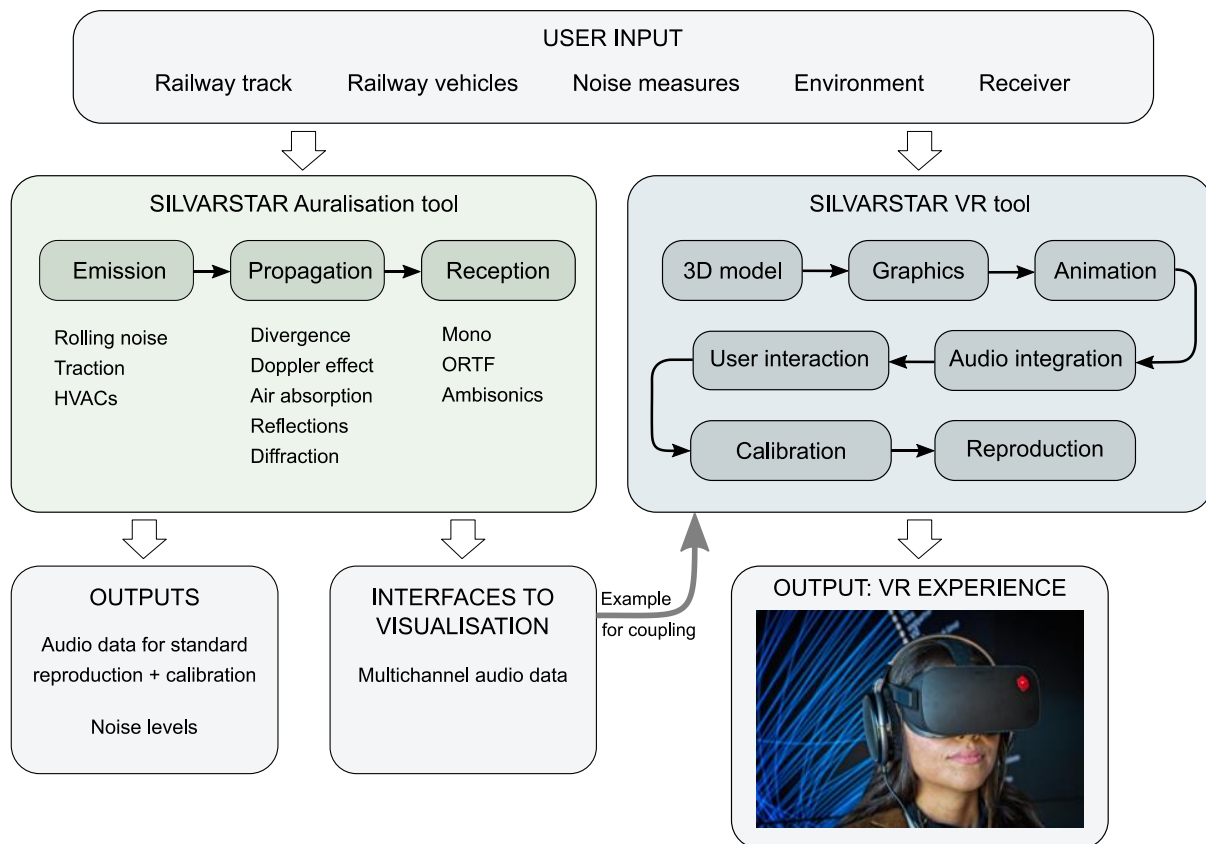 USER INPUT
Railway track
Railway vehicles
Noise measures
Environment
Receiver
SILVARSTAR Auralisation tool
Emission
Propagation
Reception
Rolling noise
Traction
HVACs
Divergence
Doppler effect
Air absorption
Reflections
Diffraction
Mono
ORTF
Ambisonics
SILVARSTAR VR tool
3D model
Graphics
Animation
User interaction
Audio integration
Calibration
Reproduction
OUTPUTS
Audio data for standard
reproduction + calibration
Noise levels
INTERFACES TO
VISUALISATION
Multichannel audio data
Example
for coupling
OUTPUT: VR EXPERIENCE